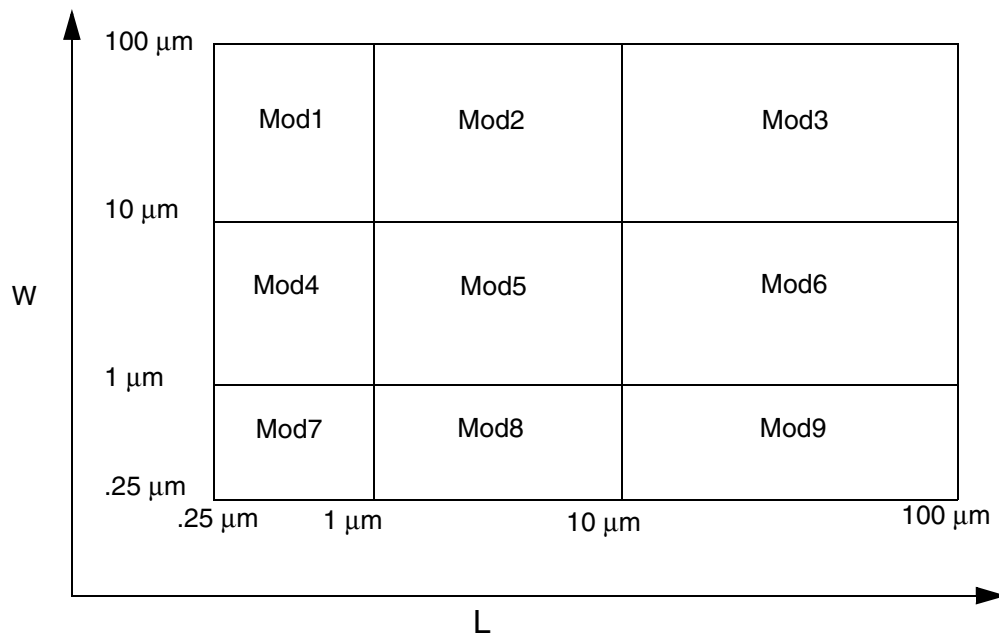 100 μm
Mod1 Mod2 Mod3
10 μm
Mod4 Mod5 Mod6
W
1 μm
Mod7 Mod8 Mod9
.25 μm
.25 μm 1 μm 10 μm 100 μm
L